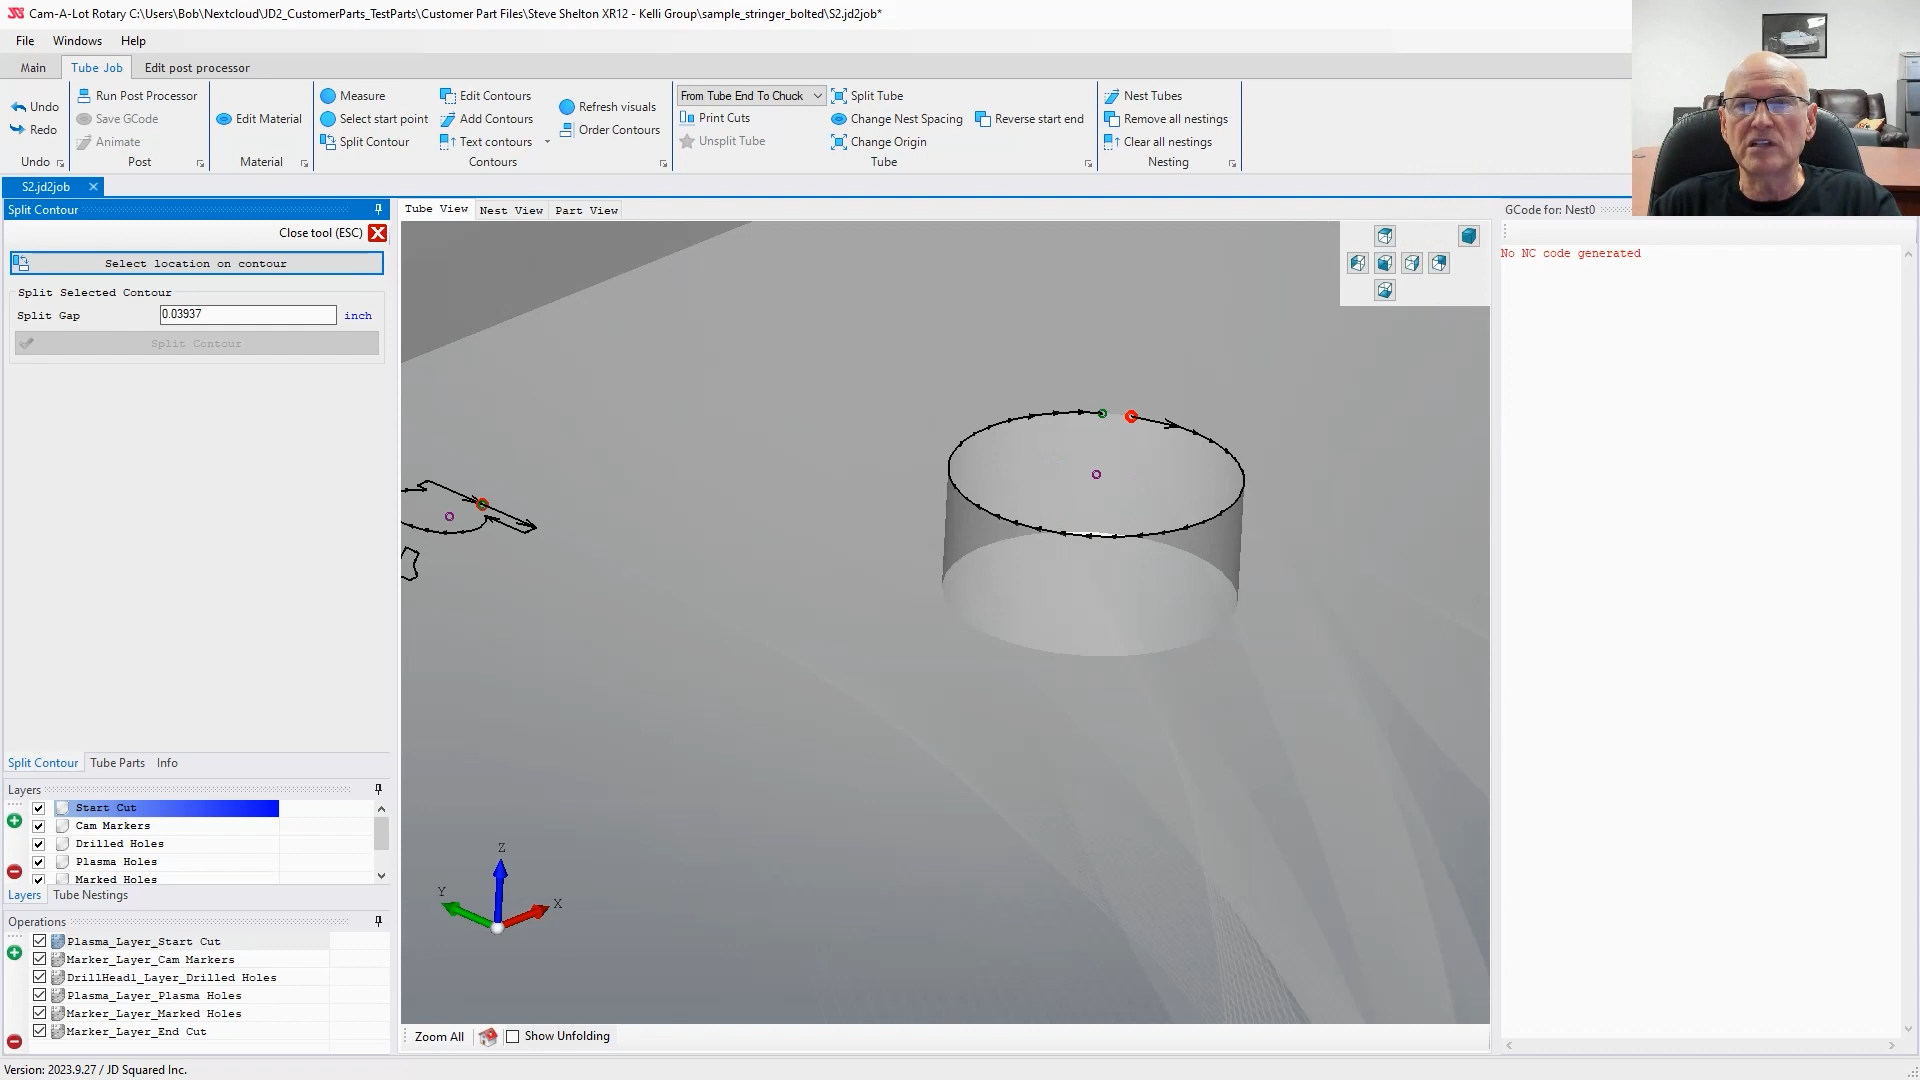 Cam-A-Lot Rotary C:\Users\Bob\Nextcloud\JD2_CustomerParts_TestParts\Customer Part Files\Steve Shelton XR12 - Kelli Group\sample_stringer_bolted\S2.jd2job*
File Windows Help
Main Tube Job Edit post processor
Undo
Redo
Undo
Run Post Processor
Save GCode
Animate
Post
Edit Material
Material
Measure
Select start point
Split Contour
Edit Contours
Add Contours
Text contours
Refresh visuals
Order Contours
Contours
From Tube End To Chuck
Print Cuts
Unsplit Tube
Split Tube
Change Nest Spacing
Change Origin
Reverse start end
Tube
Nest Tubes
Remove all nestings
Clear all nestings
Nesting
S2.jd2job
Split Contour
Close tool (ESC)
Select location on contour
Split Selected Contour
Split Gap 0.03937 inch
Split Contour
Split Contour Tube Parts Info
Layers
Start Cut
Cam Markers
Drilled Holes
Plasma Holes
Marked Holes
Layers Tube Nestings
Operations
Plasma_Layer_Start Cut
Marker_Layer_Cam Markers
DrillHead1_Layer_Drilled Holes
Plasma_Layer_Plasma Holes
Marker_Layer_Marked Holes
Marker_Layer_End Cut
Tube View Nest View Part View
Z
Y
X
Zoom All Show Unfolding
GCode for: Nest0
No NC code generated
Version: 2023.9.27 / JD Squared Inc.